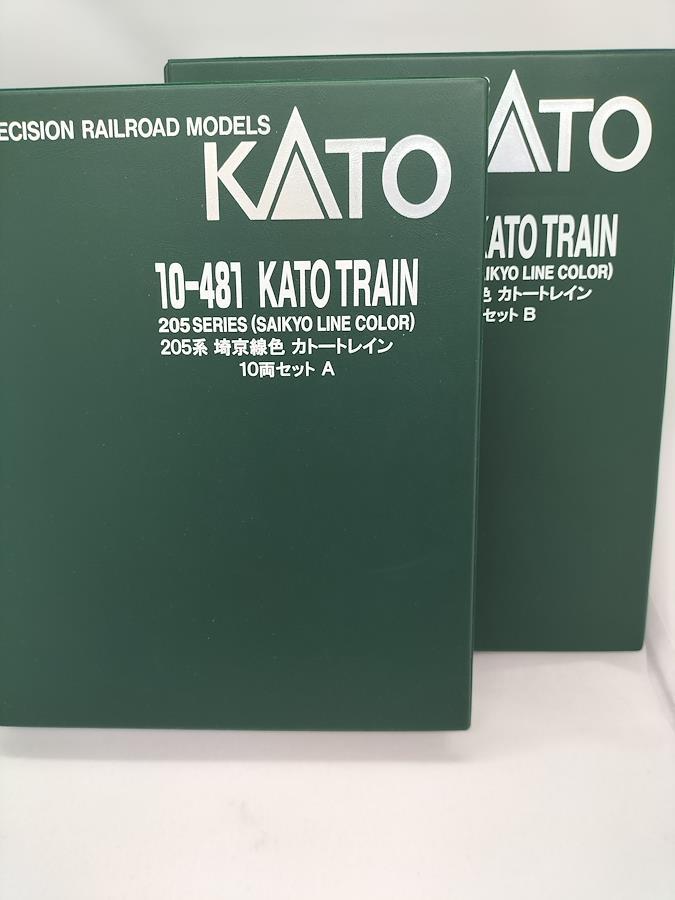 ECISION RAILROAD MODELS
KATO
10-481 KATO TRAIN
205 SERIES (SAIKYO LINE COLOR)
205系 埼京線色 カトートレイン
10両セット A
ATO
KATO TRAIN
IKYO LINE COLOR)
色 カトートレイン
セット B